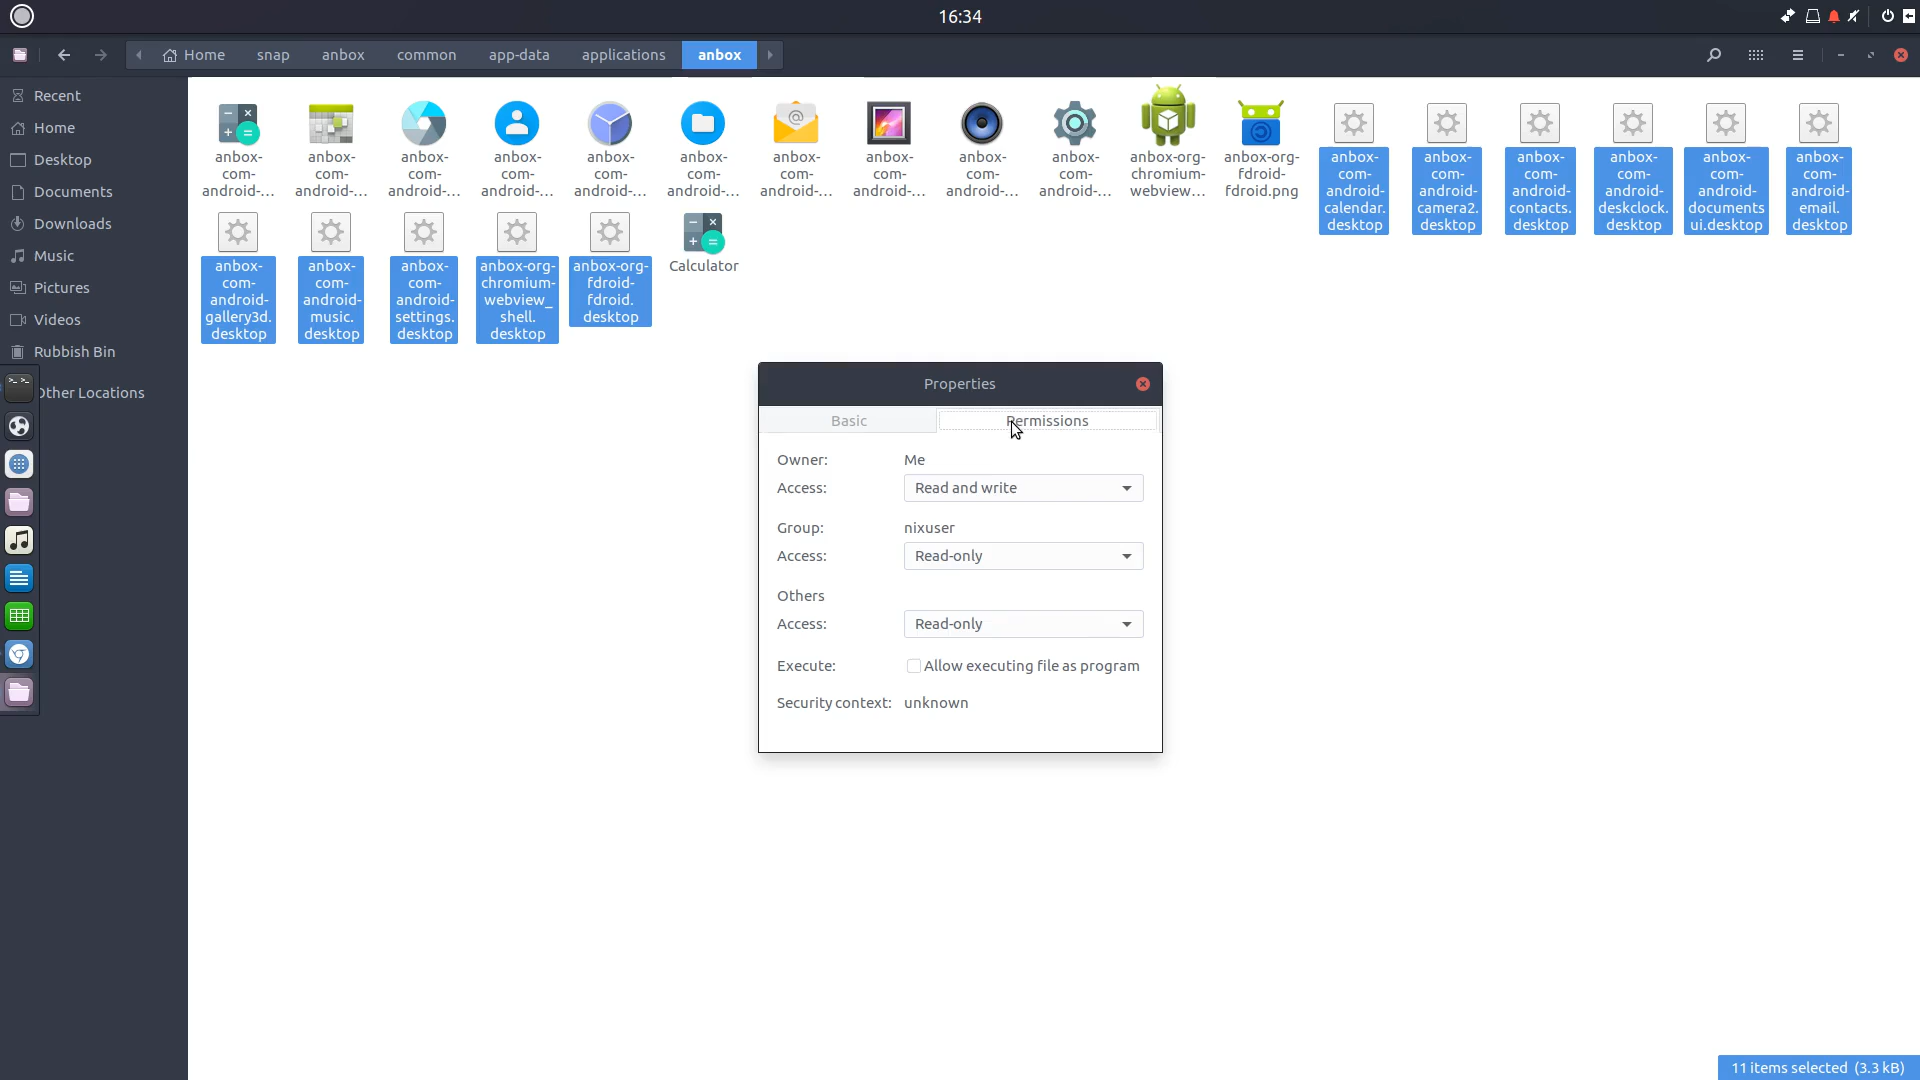 16:34
Home
snap
anbox
common
app-data
applications
anbox
Recent
Home
Desktop
Documents
Downloads
Music
Pictures
Videos
Rubbish Bin
Other Locations
anbox-
com-
android-...
anbox-
com-
android-...
anbox-
com-
android-...
anbox-
com-
android-...
anbox-
com-
android-...
anbox-
com-
android-...
anbox-
com-
android-...
anbox-
com-
android-...
anbox-
com-
android-...
anbox-
com-
android-...
anbox-org-
chromium-
webview...
anbox-org-
fdroid-
fdroid.png
anbox-
com-
android-
calendar.
desktop
anbox-
com-
android-
camera2.
desktop
anbox-
com-
android-
contacts.
desktop
anbox-
com-
android-
deskclock.
desktop
anbox-
com-
android-
documents
ui.desktop
anbox-
com-
android-
email.
desktop
anbox-
com-
android-
gallery3d.
desktop
anbox-
com-
android-
music.
desktop
anbox-
com-
android-
settings.
desktop
anbox-org-
chromium-
webview_
shell.
desktop
anbox-org-
fdroid-
fdroid.
desktop
Calculator
Properties
Basic
Permissions
Owner: Me
Access: Read and write
Group: nixuser
Access: Read-only
Others
Access: Read-only
Execute: Allow executing file as program
Security context: unknown
11 items selected (3.3 kB)